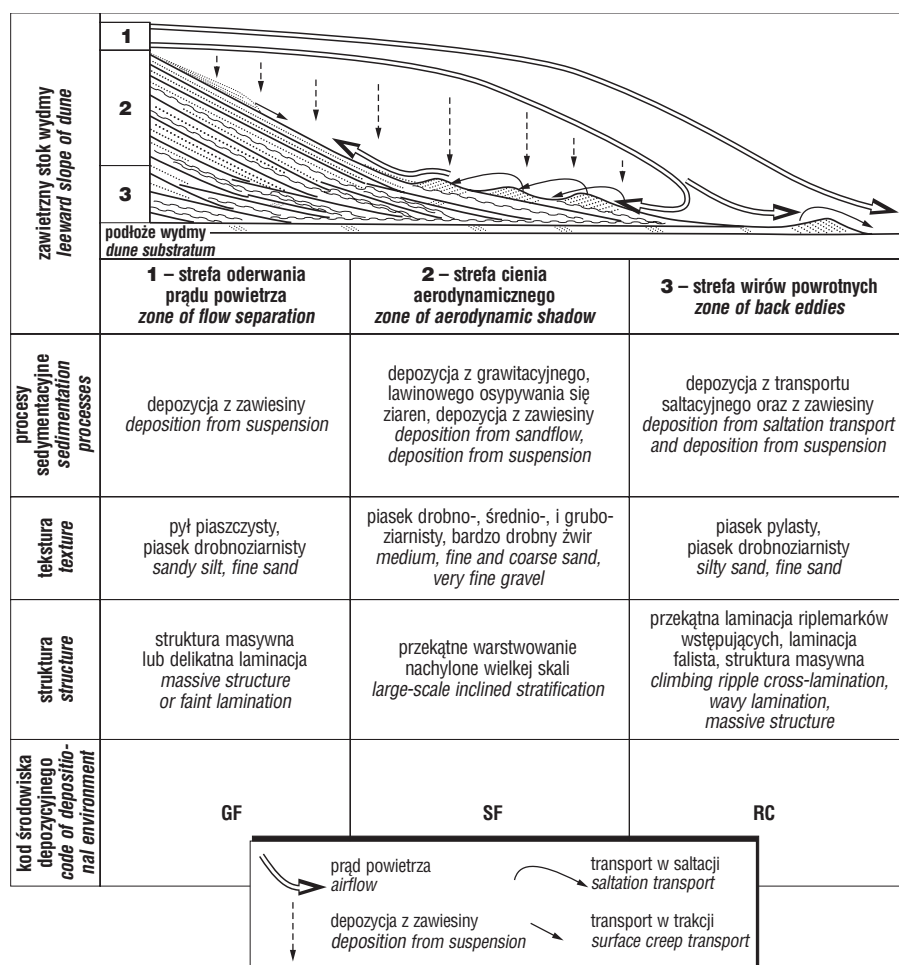 zawietrzny stok wydmy
leeward slope of dune
1
2
3
podłoże wydmy
dune substratum
1 – strefa oderwania
prądu powietrza
zone of flow separation
2 – strefa cienia
aerodynamicznego
zone of aerodynamic shadow
3 – strefa wirów powrotnych
zone of back eddies
procesy
sedymentacyjne
sedimentation
processes
depozycja z zawiesiny
deposition from suspension
depozycja z grawitacyjnego,
lawinowego osypywania się
ziaren, depozycja z zawiesiny
deposition from sandflow,
deposition from suspension
depozycja z transportu
saltacyjnego oraz z zawiesiny
deposition from saltation transport
and deposition from suspension
tekstura
texture
pył piaszczysty,
piasek drobnoziarnisty
sandy silt, fine sand
piasek drobno-, średnio-, i grubo-
ziarnisty, bardzo drobny żwir
medium, fine and coarse sand,
very fine gravel
piasek pylasty,
piasek drobnoziarnisty
silty sand, fine sand
struktura
structure
struktura masywna
lub delikatna laminacja
massive structure
or faint lamination
przekątne warstwowanie
nachylone wielkej skali
large-scale inclined stratification
przekątna laminacja riplemarków
wstępujących, laminacja
falista, struktura masywna
climbing ripple cross-lamination,
wavy lamination,
massive structure
kod środowiska
depozycyjnego
code of depositio-
nal environment
GF
SF
RC
prąd powietrza
airflow
transport w saltacji
saltation transport
depozycja z zawiesiny
deposition from suspension
transport w trakcji
surface creep transport